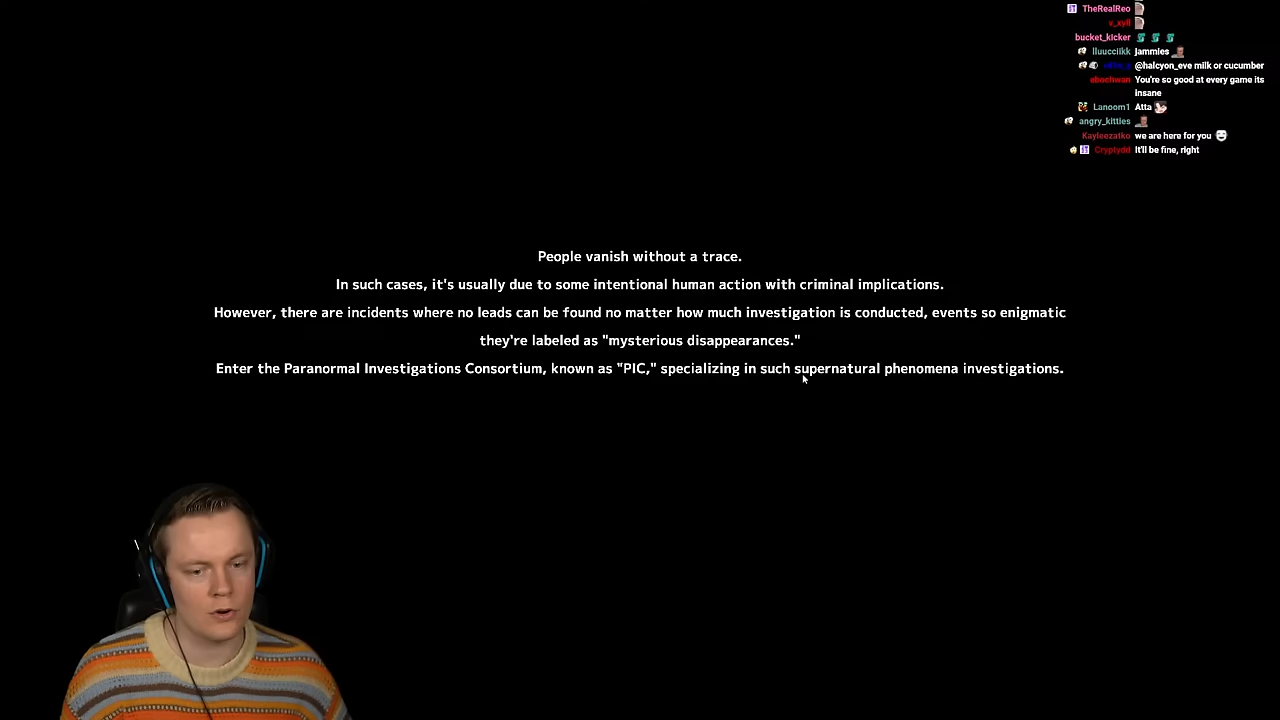 TheRealReo
v_xyll
bucket_kicker
lluucciikk jammies
@halcyon_eve milk or cucumber
ebochwan You're so good at every game its
insane
Lanoom1 Atta
angry_kitties
Kayleezatko we are here for you
Cryptydd It'll be fine, right
People vanish without a trace.
In such cases, it's usually due to some intentional human action with criminal implications.
However, there are incidents where no leads can be found no matter how much investigation is conducted, events so enigmatic
they're labeled as "mysterious disappearances."
Enter the Paranormal Investigations Consortium, known as "PIC," specializing in such supernatural phenomena investigations.